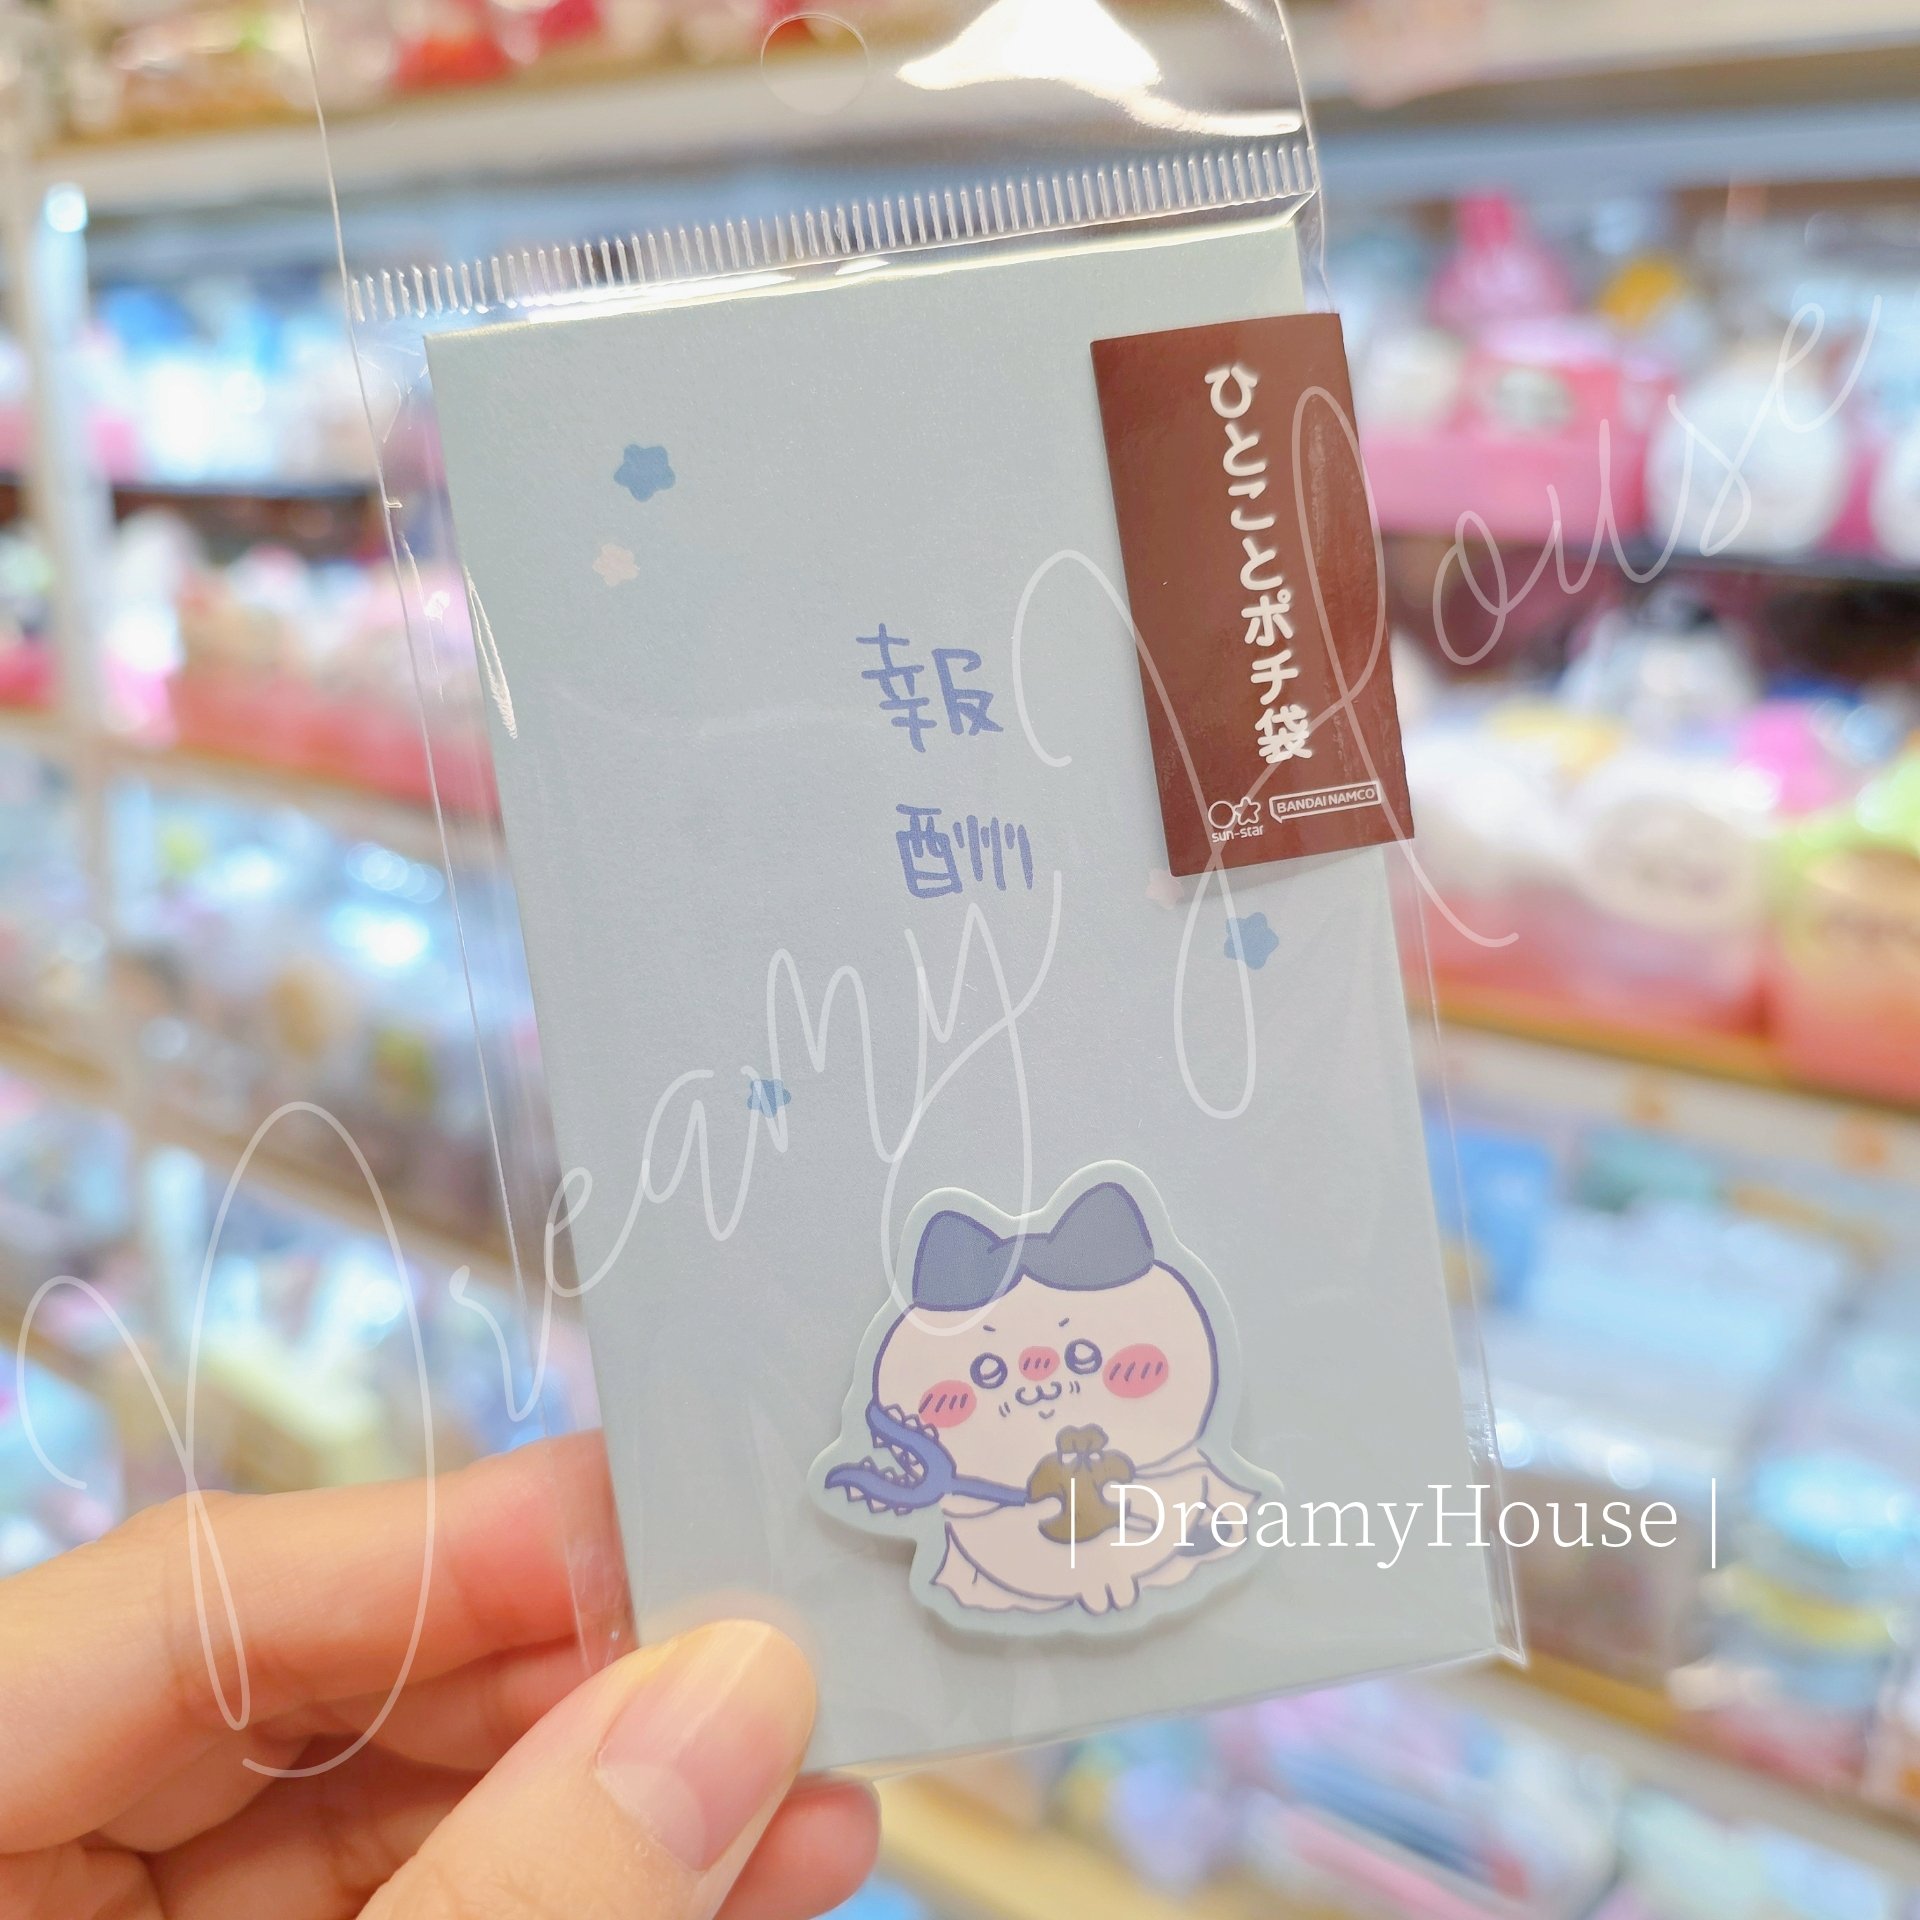 ひとことポチ袋
sun-star
BANDAI NAMCO
報
酬
Dreamy House
| DreamyHouse |